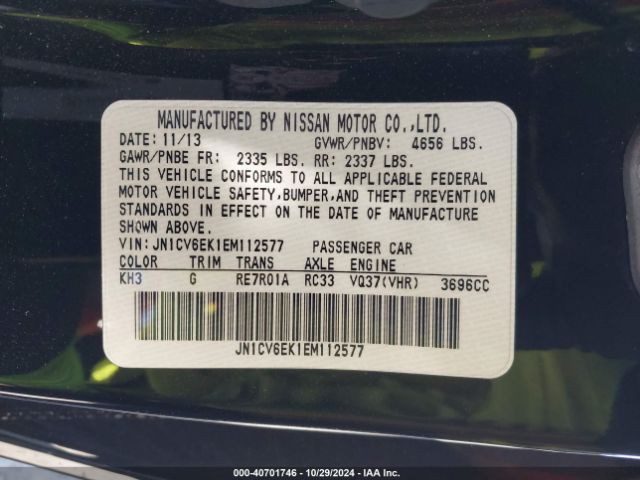 MANUFACTURED BY NISSAN MOTOR CO.,LTD.
DATE: 11/13 GVWR/PNBV: 4656 LBS.
GAWR/PNBE FR: 2335 LBS. RR: 2337 LBS.
THIS VEHICLE CONFORMS TO ALL APPLICABLE FEDERAL
MOTOR VEHICLE SAFETY,BUMPER,AND THEFT PREVENTION
STANDARDS IN EFFECT ON THE DATE OF MANUFACTURE
SHOWN ABOVE.
VIN: JN1CV6EK1EM112577 PASSENGER CAR
COLOR TRIM TRANS AXLE ENGINE
KH3 G RE7R01A RC33 VQ37(VHR) 3696CC
JN1CV6EK1EM112577
000-40701746 - 10/29/2024 - IAA Inc.